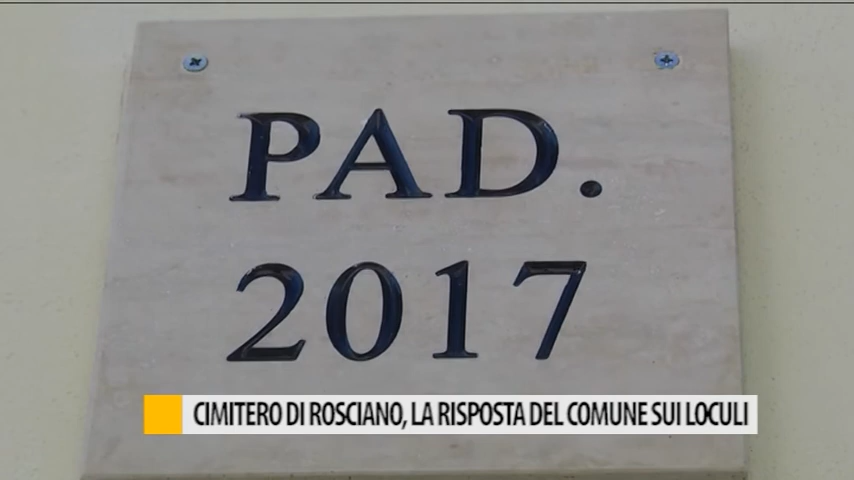 PAD.
2017
CIMITERO DI ROSCIANO, LA RISPOSTA DEL COMUNE SUI LOCULI